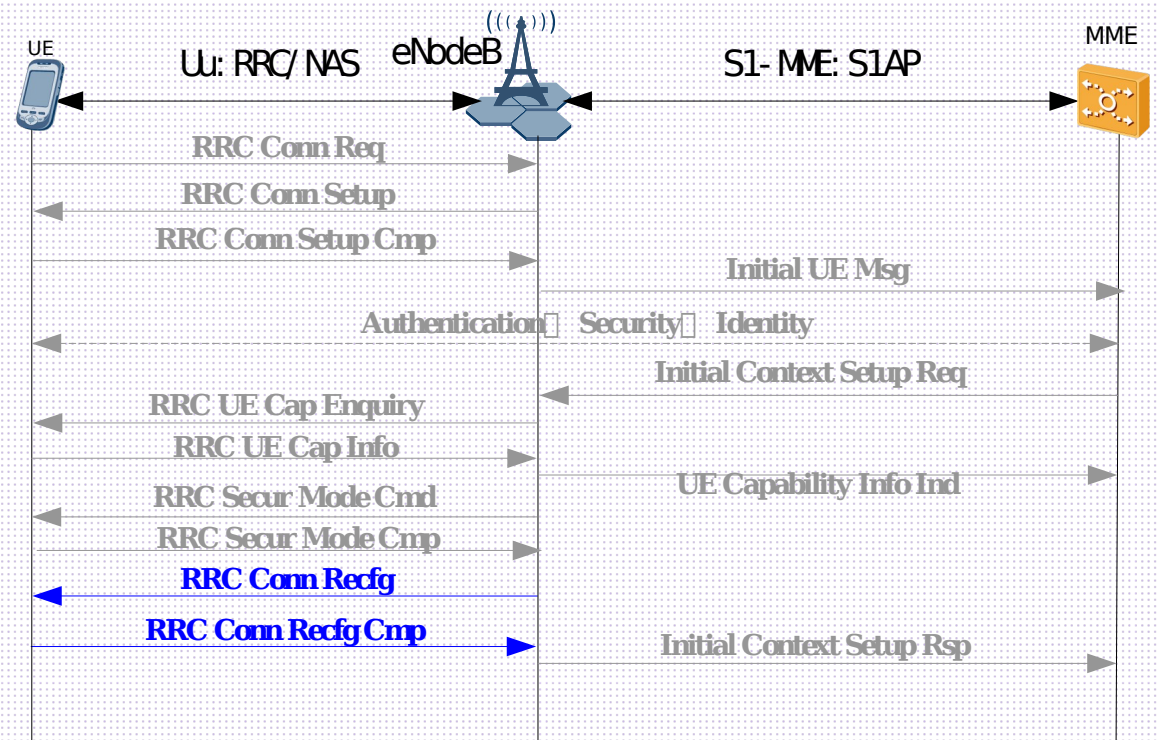 UE
Uu: RRC/NAS
eNodeB
S1-MME: S1AP
MME
RRC Conn Req
RRC Conn Setup
RRC Conn Setup Cmp
Initial UE Msg
Authentication Security Identity
Initial Context Setup Req
RRC UE Cap Enquiry
RRC UE Cap Info
UE Capability Info Ind
RRC Secur Mode Cmd
RRC Secur Mode Cmp
RRC Conn Recfg
RRC Conn Recfg Cmp
Initial Context Setup Rsp